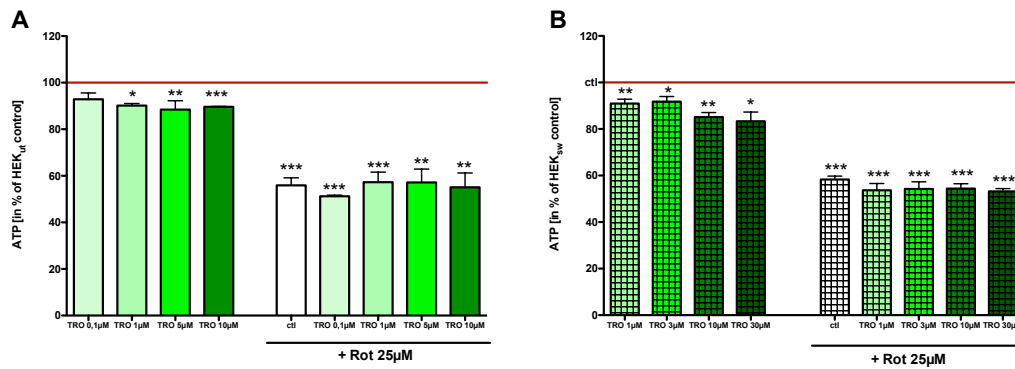 A
ATP [in % of HEKut control]
120
100
80
60
40
20
0
*
**
***
***
***
***
**
**
TRO 0,1µM
TRO 1µM
TRO 5µM
TRO 10µM
ctl
TRO 0,1µM
TRO 1µM
TRO 5µM
TRO 10µM
+ Rot 25µM
B
ATP [in % of HEKsw control]
120
ctl
80
60
40
20
0
**
*
**
*
***
***
***
***
***
TRO 1µM
TRO 3µM
TRO 10µM
TRO 30µM
ctl
TRO 1µM
TRO 3µM
TRO 10µM
TRO 30µM
+ Rot 25µM